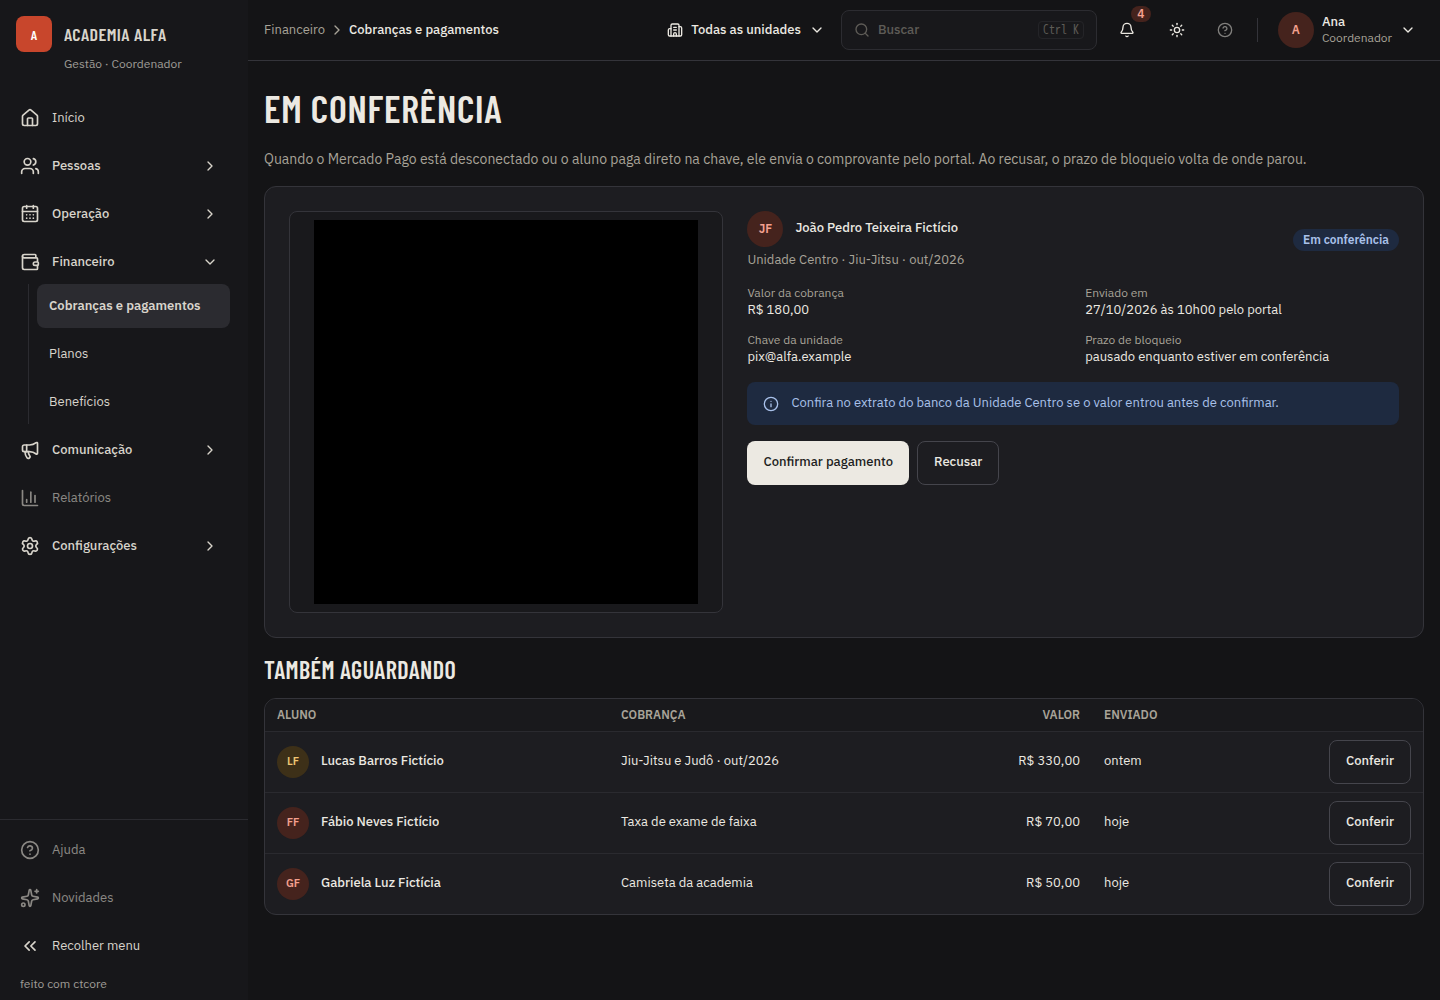 A
ACADEMIA ALFA
Gestão · Coordenador
Início
Pessoas
Operação
Financeiro
Cobranças e pagamentos
Planos
Benefícios
Comunicação
Relatórios
Configurações
Ajuda
Novidades
Recolher menu
feito com ctcore
Financeiro
Cobranças e pagamentos
Todas as unidades
Buscar
Ctrl K
4
A
Ana
Coordenador
EM CONFERÊNCIA
Quando o Mercado Pago está desconectado ou o aluno paga direto na chave, ele envia o comprovante pelo portal. Ao recusar, o prazo de bloqueio volta de onde parou.
JF
João Pedro Teixeira Fictício
Unidade Centro · Jiu-Jitsu · out/2026
Em conferência
Valor da cobrança
R$ 180,00
Enviado em
27/10/2026 às 10h00 pelo portal
Chave da unidade
pix@alfa.example
Prazo de bloqueio
pausado enquanto estiver em conferência
Confira no extrato do banco da Unidade Centro se o valor entrou antes de confirmar.
Confirmar pagamento
Recusar
TAMBÉM AGUARDANDO
ALUNO COBRANÇA VALOR ENVIADO
LF Lucas Barros Fictício Jiu-Jitsu e Judô · out/2026 R$ 330,00 ontem Conferir
FF Fábio Neves Fictício Taxa de exame de faixa R$ 70,00 hoje Conferir
GF Gabriela Luz Fictícia Camiseta da academia R$ 50,00 hoje Conferir